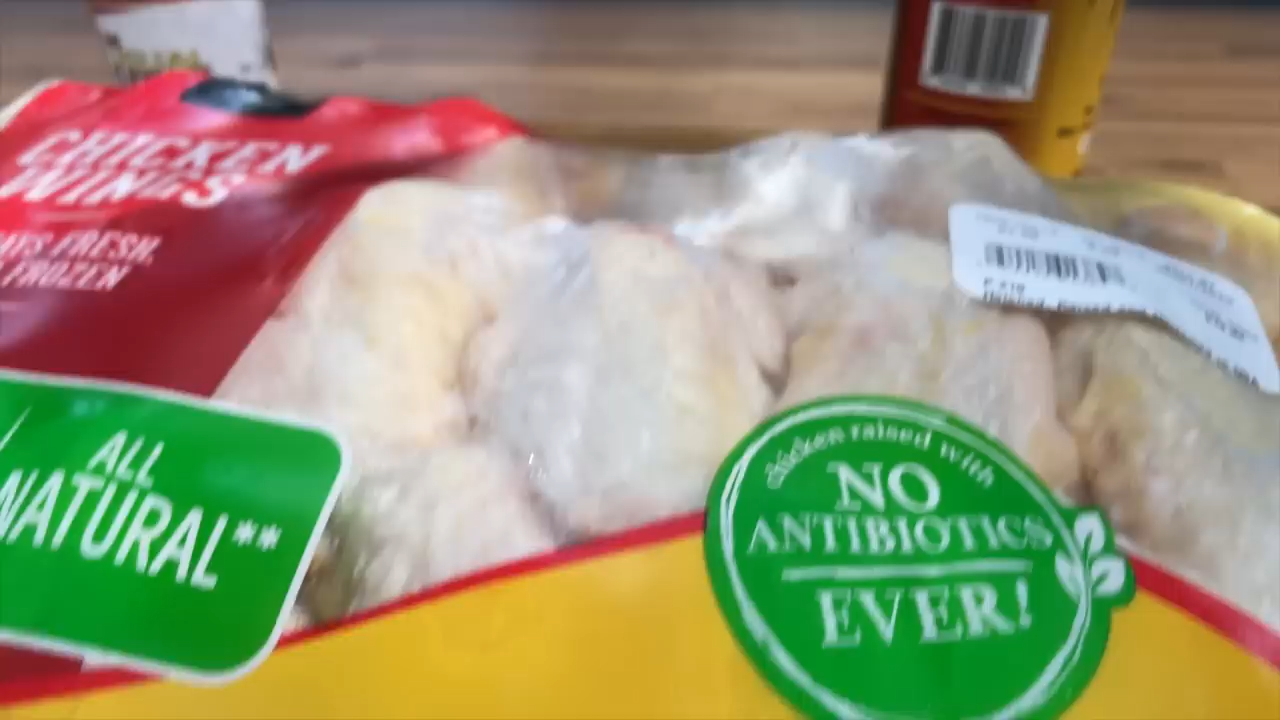 CHICKEN
WINGS
FRESH,
FROZEN
ALL
NATURAL**
chicken raised with
NO
ANTIBIOTICS
EVER!